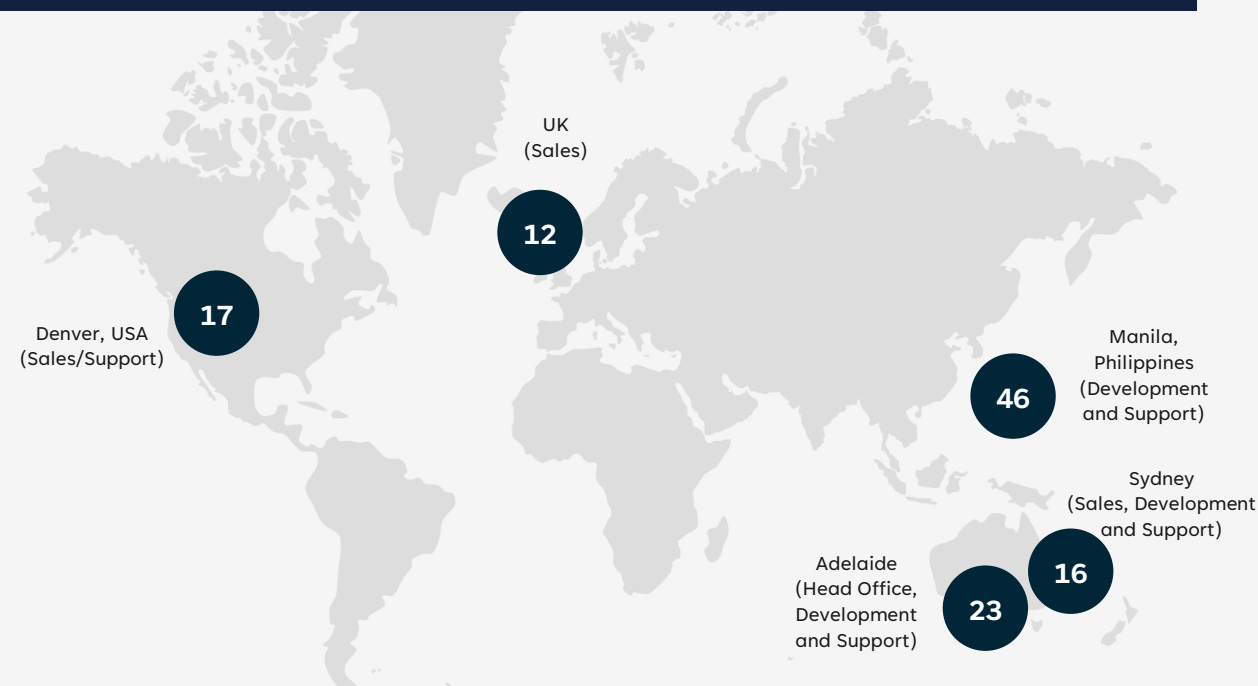 UK
(Sales)
12
17
Denver, USA
(Sales/Support)
Manila,
Philippines
(Development
and Support)
46
Sydney
(Sales, Development
and Support)
16
Adelaide
(Head Office,
Development
and Support)
23